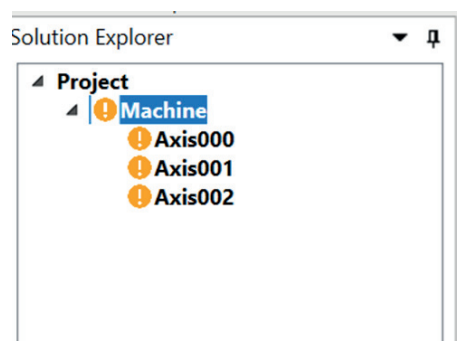 Solution Explorer
Project
Machine
Axis000
Axis001
Axis002